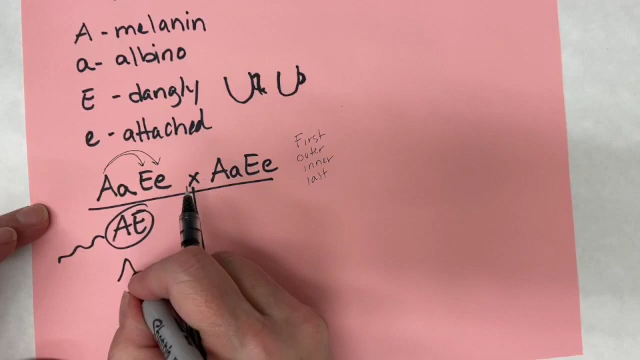 A - melanin
a - albino
E - dangly
e - attached
AaEe x AaEe
First
outer
inner
last
AE